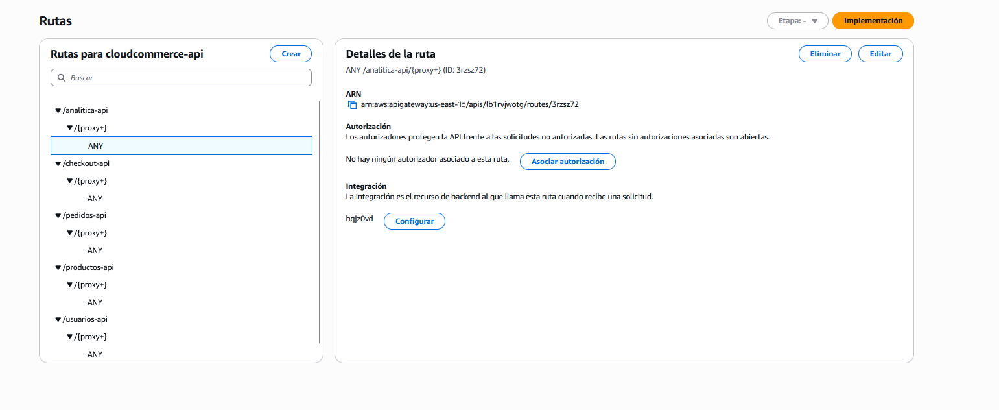 Rutas
Etapa: -
Implementación
Rutas para cloudcommerce-api
Crear
Buscar
/analitica-api
/{proxy+}
ANY
/checkout-api
/{proxy+}
ANY
/pedidos-api
/{proxy+}
ANY
/productos-api
/{proxy+}
ANY
/usuarios-api
/{proxy+}
ANY
Detalles de la ruta
Eliminar
Editar
ANY /analitica-api/{proxy+} (ID: 3rzsz72)
ARN
arn:aws:apigateway:us-east-1::/apis/lb1rvjwotg/routes/3rzsz72
Autorización
Los autorizadores protegen la API frente a las solicitudes no autorizadas. Las rutas sin autorizaciones asociadas son abiertas.
No hay ningún autorizador asociado a esta ruta.
Asociar autorización
Integración
La integración es el recurso de backend al que llama esta ruta cuando recibe una solicitud.
hqjz0vd
Configurar